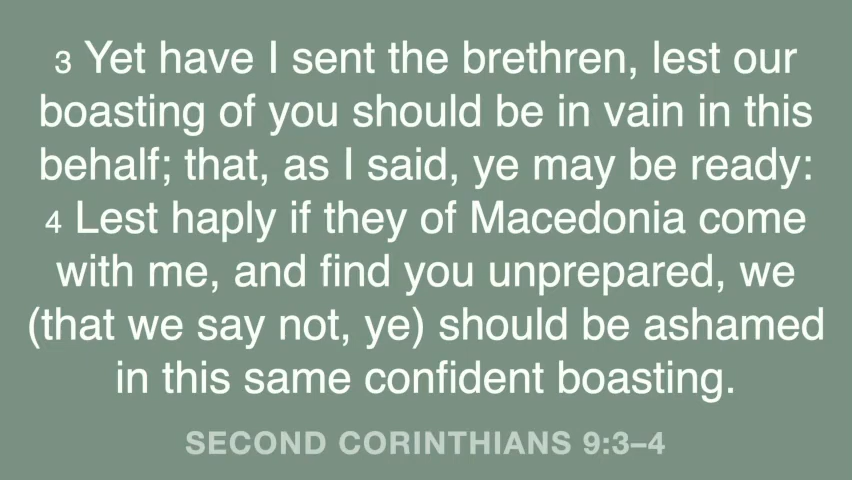 3 Yet have I sent the brethren, lest our
boasting of you should be in vain in this
behalf; that, as I said, ye may be ready:
4 Lest haply if they of Macedonia come
with me, and find you unprepared, we
(that we say not, ye) should be ashamed
in this same confident boasting.
SECOND CORINTHIANS 9:3–4